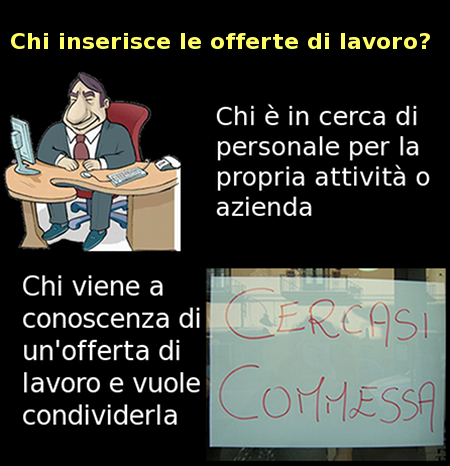 Chi inserisce le offerte di lavoro?
Chi è in cerca di
personale per la
propria attività o
azienda
Chi viene a
conoscenza di
un'offerta di
lavoro e vuole
condividerla
CERCASI
COMMESSA